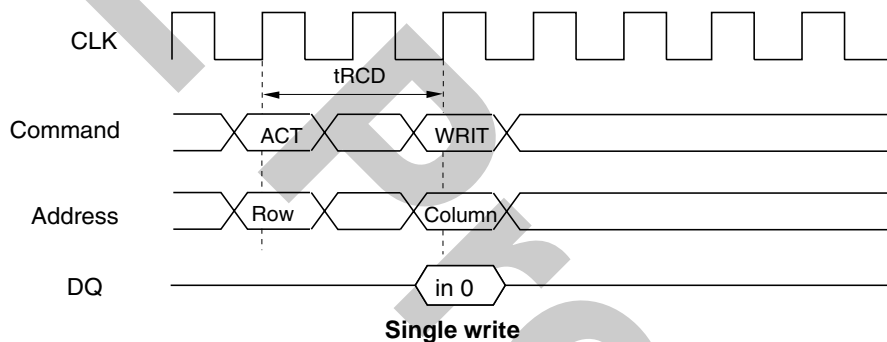 CLK
tRCD
Command ACT WRIT
Address Row Column
DQ in 0
Single write